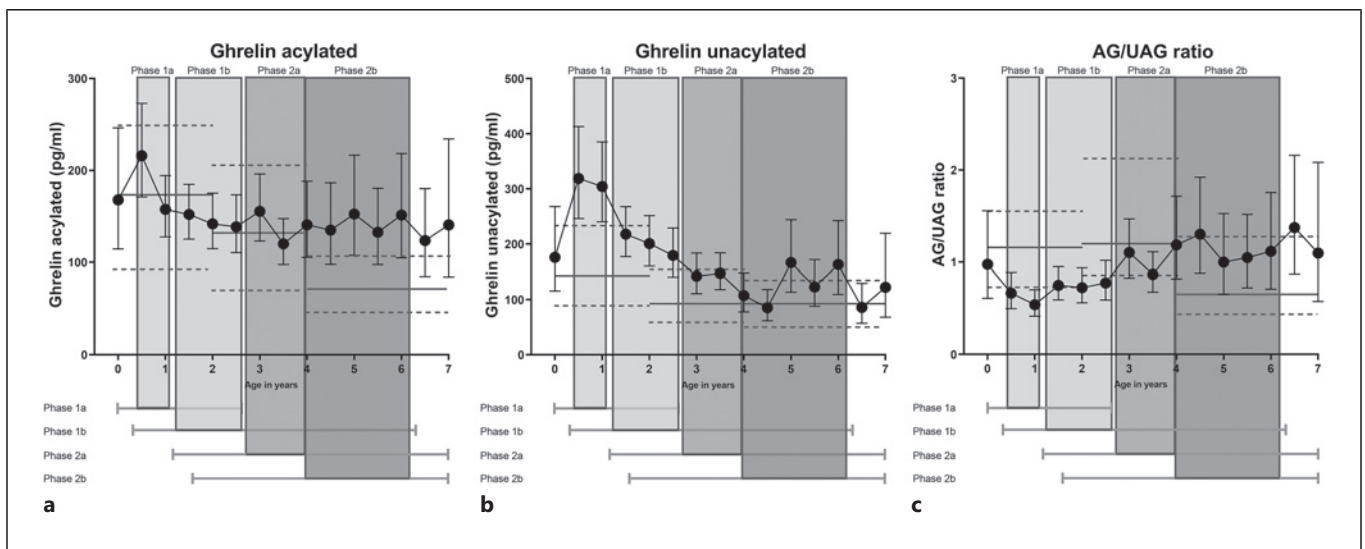 Ghrelin acylated
Phase 1a Phase 1b Phase 2a Phase 2b
Ghrelin acylated (pg/ml)
300
200
100
0
0 1 2 3 4 5 6 7
Age in years
Phase 1a
Phase 1b
Phase 2a
Phase 2b
a
Ghrelin unacylated
Phase 1a Phase 1b Phase 2a Phase 2b
Ghrelin unacylated (pg/ml)
500
400
300
200
100
0
0 1 2 3 4 5 6 7
Age in years
Phase 1a
Phase 1b
Phase 2a
Phase 2b
b
AG/UAG ratio
Phase 1a Phase 1b Phase 2a Phase 2b
AG/UAG ratio
3
2
1
0
0 1 2 3 4 5 6 7
Age in years
Phase 1a
Phase 1b
Phase 2a
Phase 2b
c